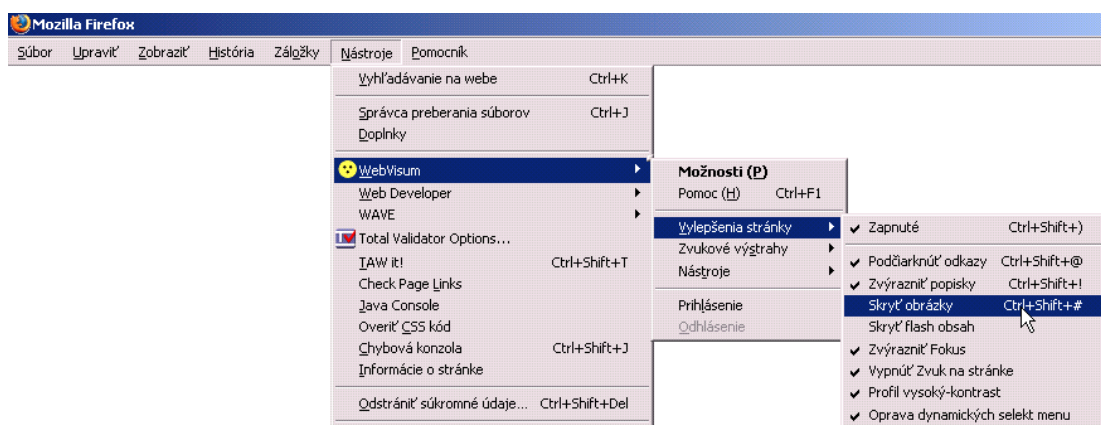 Mozilla Firefox
Súbor Upraviť Zobraziť História Záložky Nástroje Pomocník
Vyhľadávanie na webe Ctrl+K
Správca preberania súborov Ctrl+J
Doplnky
WebVisum
Web Developer
WAVE
Total Validator Options...
TAW it! Ctrl+Shift+T
Check Page Links
Java Console
Overiť CSS kód
Chybová konzola Ctrl+Shift+J
Informácie o stránke
Odstrániť súkromné údaje... Ctrl+Shift+Del
Možnosti (P)
Pomoc (H) Ctrl+F1
Vylepšenia stránky
Zvukové výstrahy
Nástroje
Prihlásenie
Odhlásenie
Zapnuté Ctrl+Shift+)
Podčiarknúť odkazy Ctrl+Shift+@
Zvýrazniť popisky Ctrl+Shift+!
Skryť obrázky Ctrl+Shift+#
Skryť flash obsah
Zvýrazniť Fokus
Vypnúť Zvuk na stránke
Profil vysoký-kontrast
Oprava dynamických selekt menu